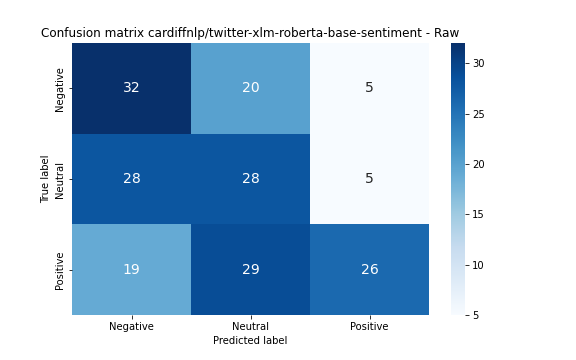 Confusion matrix cardiffnlp/twitter-xlm-roberta-base-sentiment - Raw
Negative
32
20
5
Neutral
28
28
5
Positive
19
29
26
Negative
Neutral
Positive
True label
Predicted label
30
25
20
15
10
5